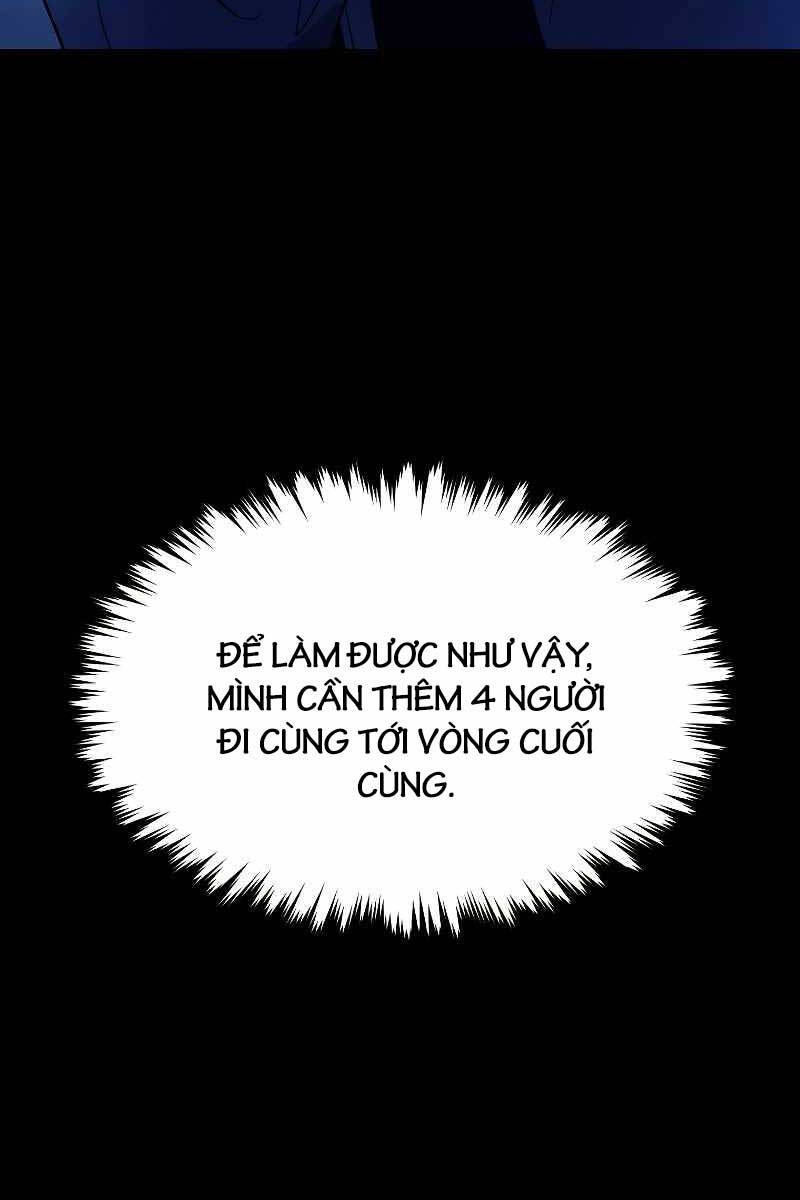 ĐỂ LÀM ĐƯỢC NHƯ VẬY,
MÌNH CẦN THÊM 4 NGƯỜI
ĐI CÙNG TỚI VÒNG CUỐI
CÙNG.